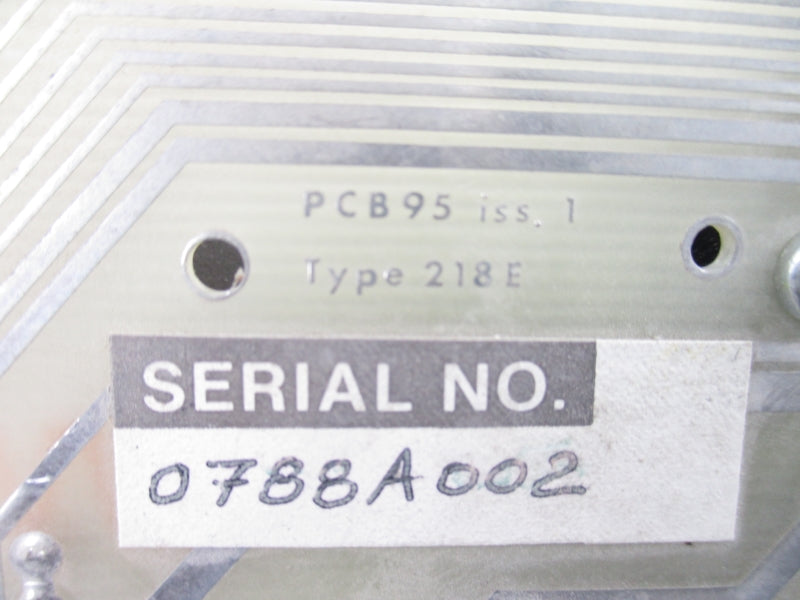 PCB95 iss. 1
Type 218E
SERIAL NO.
0788A002